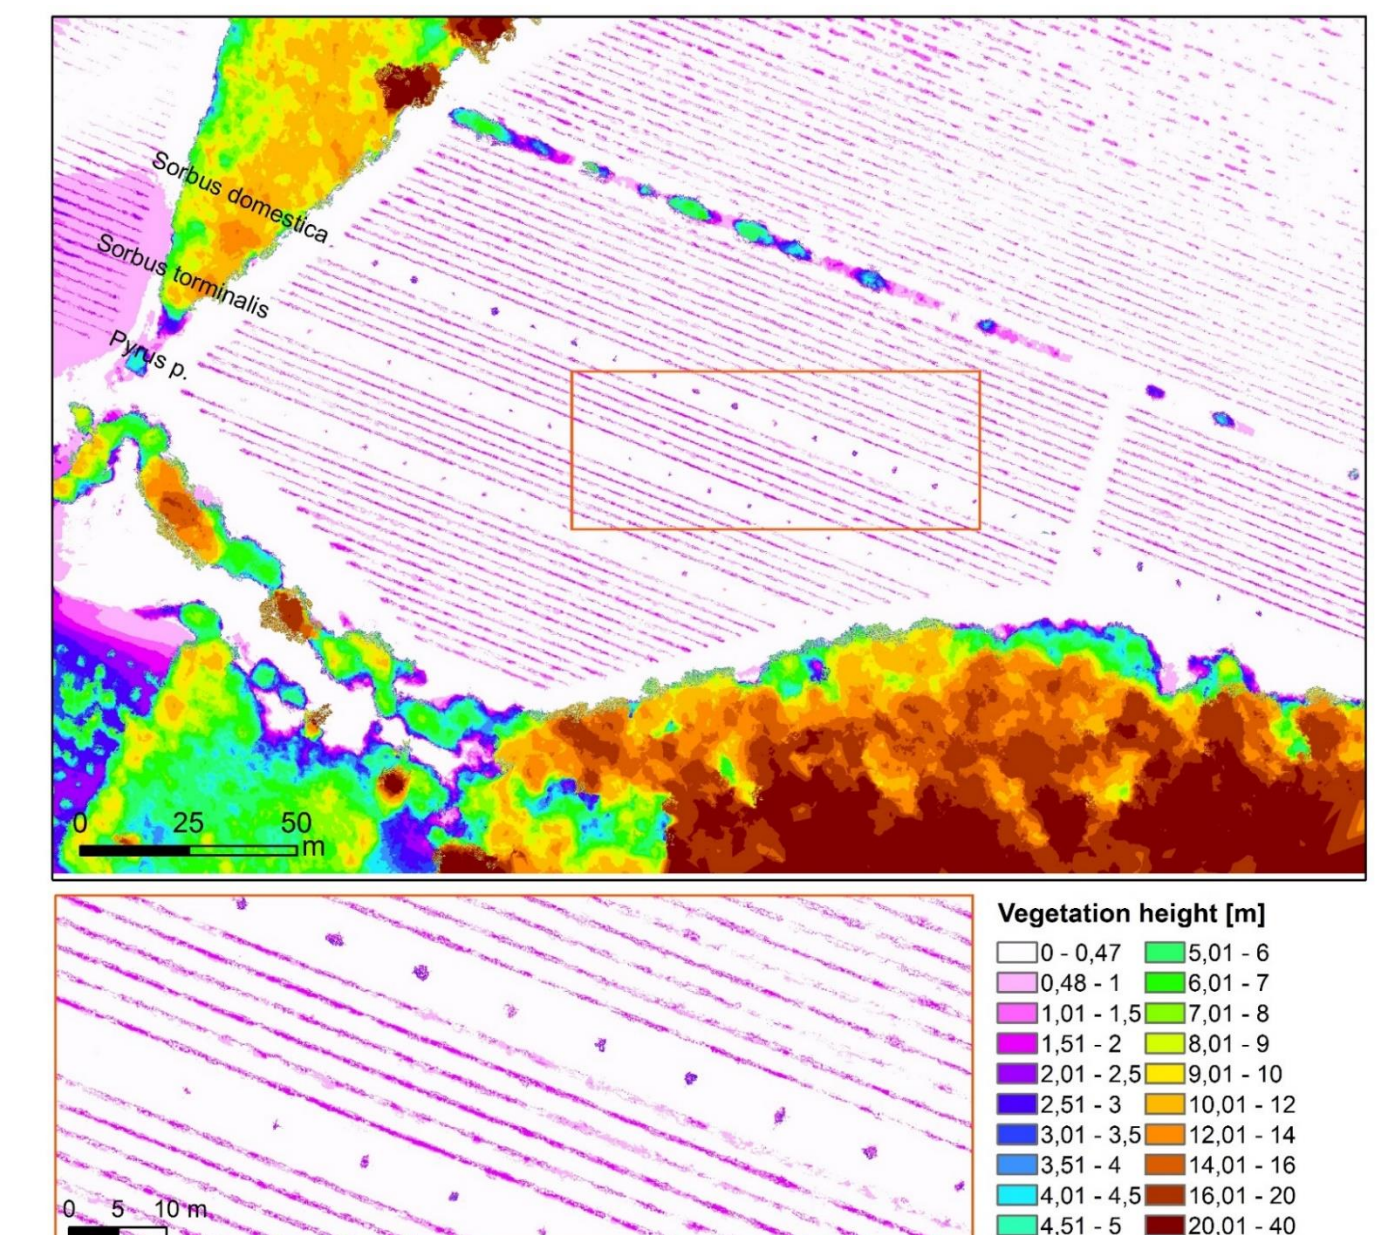 Sorbus domestica
Sorbus torminalis
Pyrus p.
0 25 50
m
Vegetation height [m]
0 - 0,47 5,01 - 6
0,48 - 1 6,01 - 7
1,01 - 1,5 7,01 - 8
1,51 - 2 8,01 - 9
2,01 - 2,5 9,01 - 10
2,51 - 3 10,01 - 12
3,01 - 3,5 12,01 - 14
3,51 - 4 14,01 - 16
4,01 - 4,5 16,01 - 20
4,51 - 5 20,01 - 40
0 5 10 m